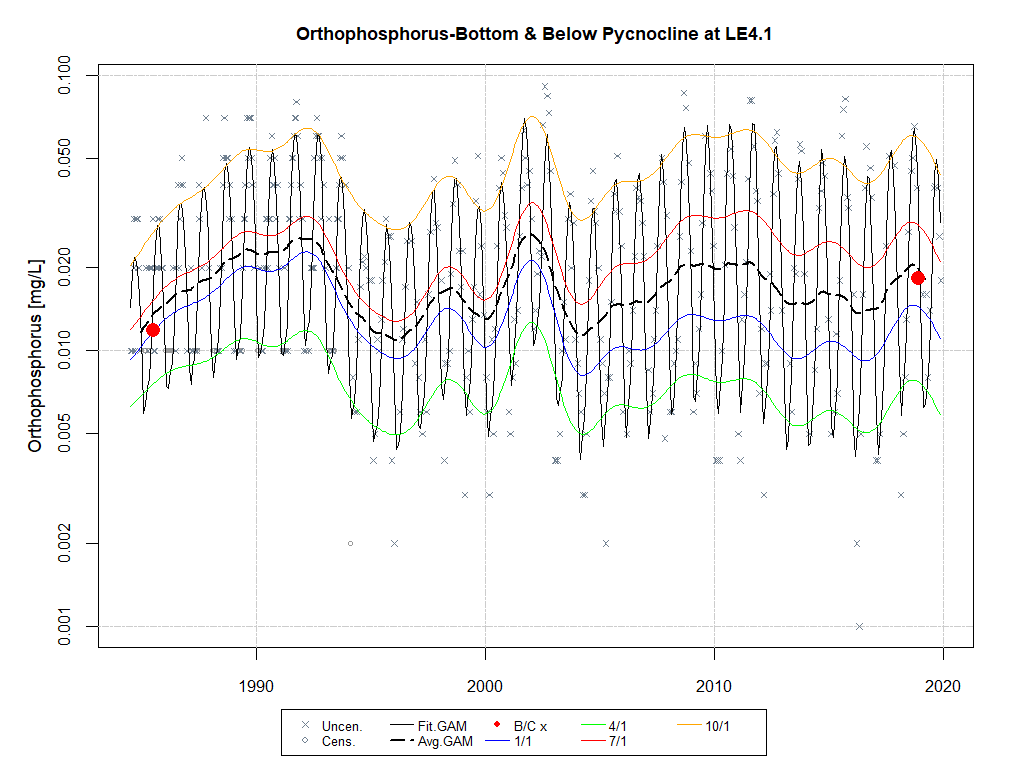 Orthophosphorus-Bottom & Below Pycnocline at LE4.1
Orthophosphorus [mg/L]
0.100
0.050
0.020
0.010
0.005
0.002
0.001
1990 2000 2010 2020
Uncen. Fit.GAM B/C x 4/1 10/1
Cens. Avg.GAM 1/1 7/1